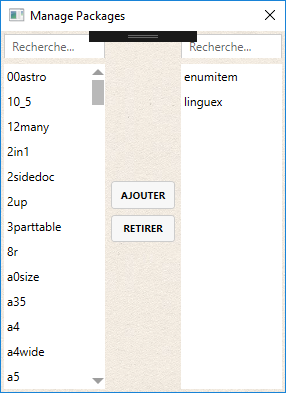 Manage Packages
Recherche...
Recherche...
00astro
10_5
12many
2in1
2sidedoc
2up
3parttable
8r
a0size
a35
a4
a4wide
a5
AJOUTER
RETIRER
enumitem
linguex